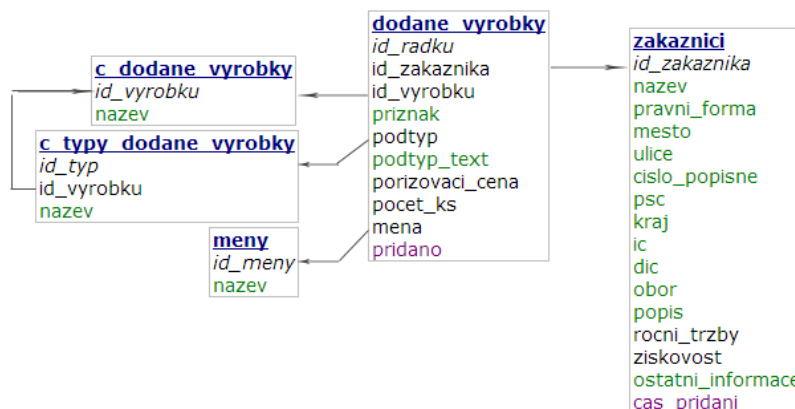 dodane_vyrobky
id_radku
id_zakaznika
id_vyrobku
priznak
podtyp
podtyp_text
porizovaci_cena
pocet_ks
mena
pridano
c_dodane_vyrobky
id_vyrobku
nazev
c_typy_dodane_vyrobky
id_typ
id_vyrobku
nazev
meny
id_meny
nazev
zakaznici
id_zakaznika
nazev
pravni_forma
mesto
ulice
cislo_popisne
psc
kraj
ic
dic
obor
popis
rocni_trzby
ziskovost
ostatni_informace
cas_pridani